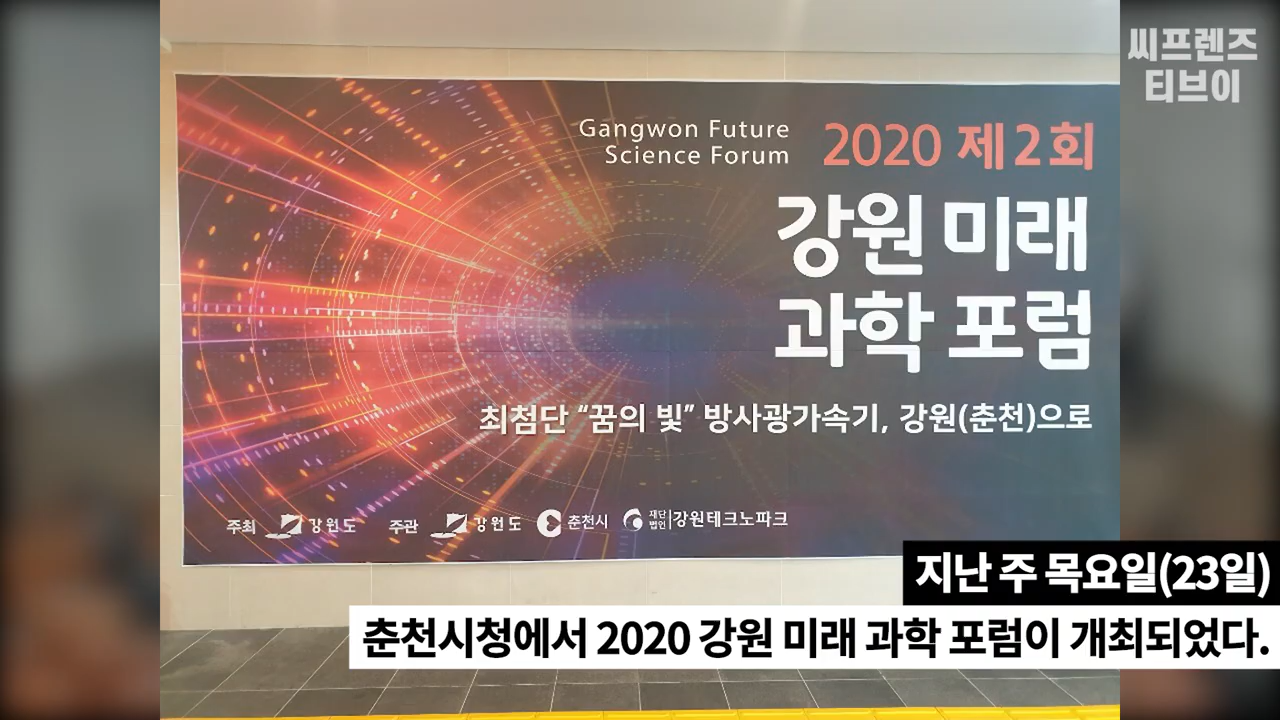 씨프렌즈
티브이
Gangwon Future
Science Forum
2020 제2회
강원 미래
과학 포럼
최첨단 “꿈의 빛” 방사광가속기, 강원(춘천)으로
주최 강원도 주관 강원도 춘천시 재단법인 강원테크노파크
지난 주 목요일(23일)
춘천시청에서 2020 강원 미래 과학 포럼이 개최되었다.